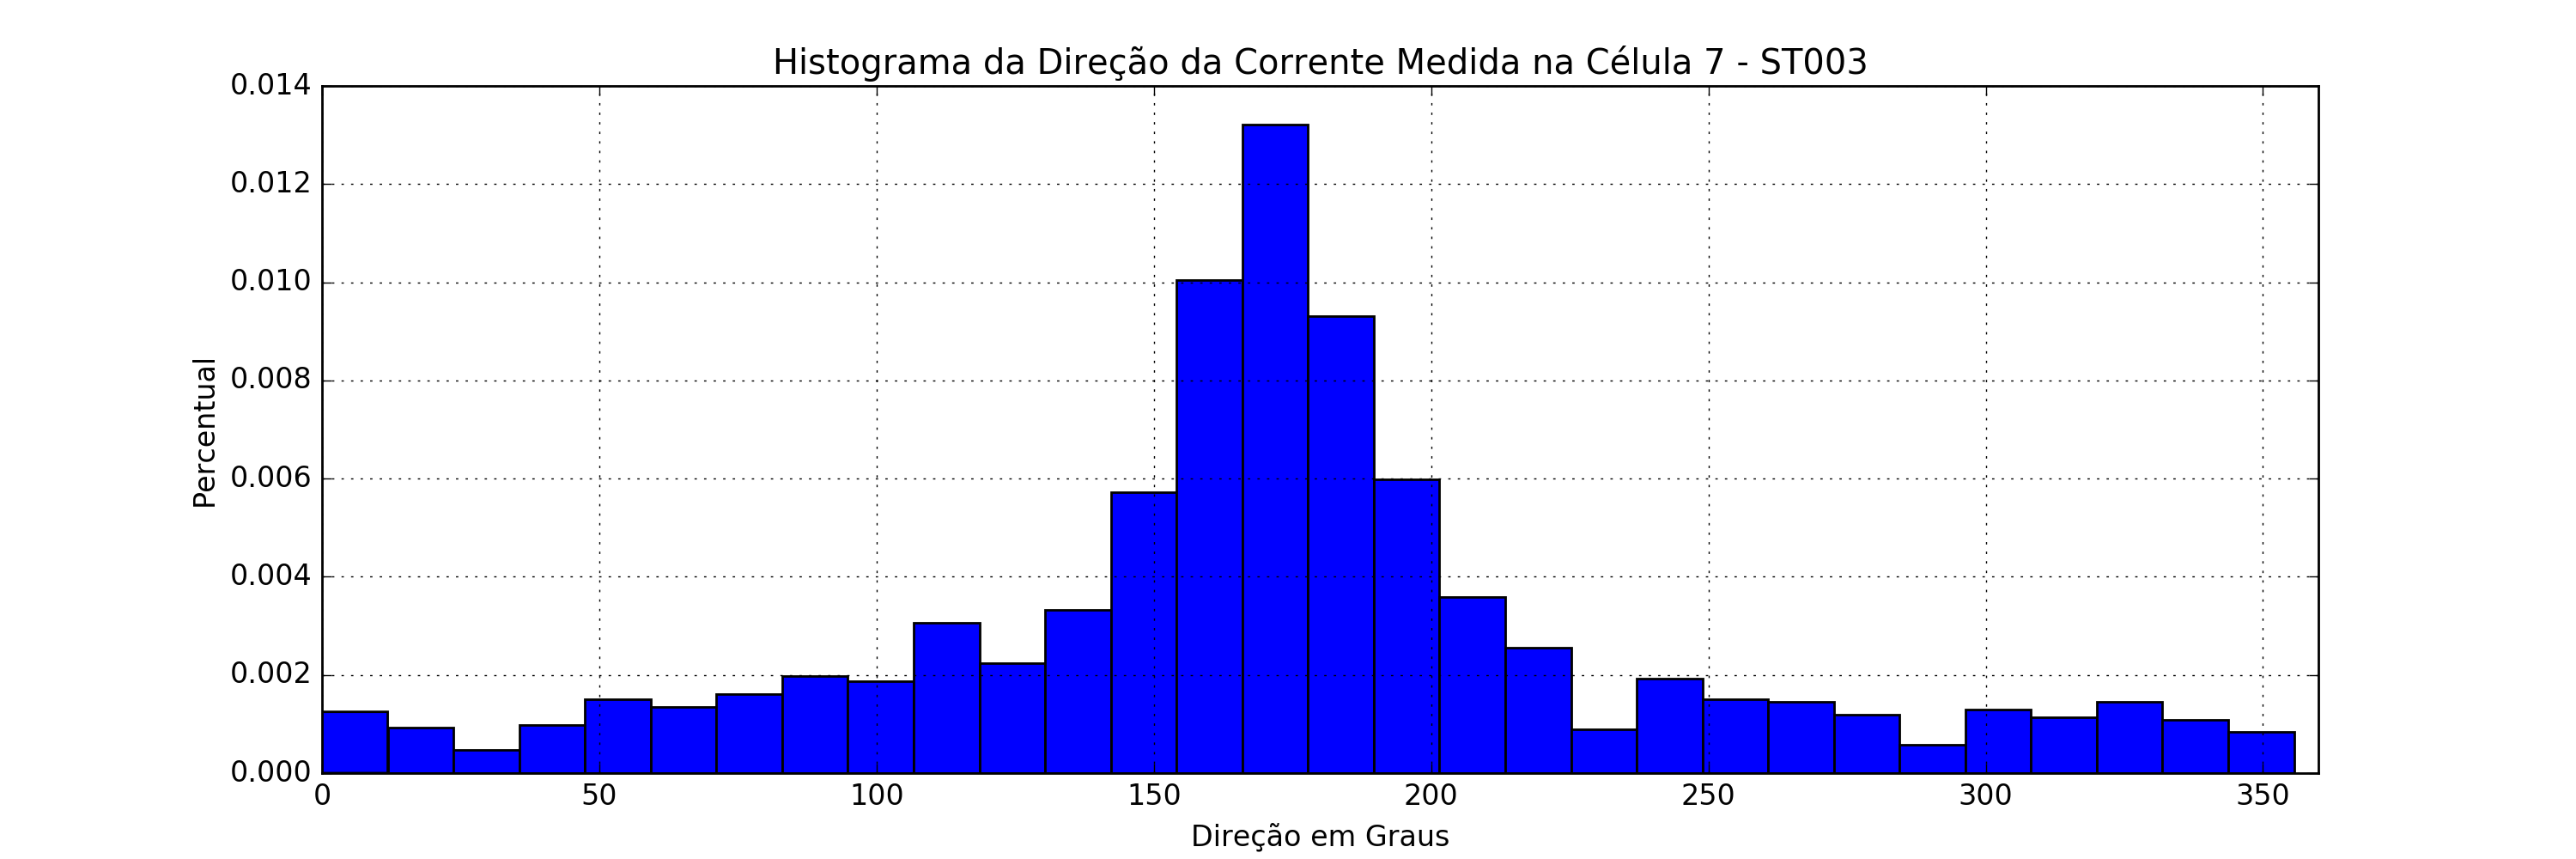 Histograma da Direção da Corrente Medida na Célula 7 - ST003
0.014
0.012
0.010
0.008
0.006
0.004
0.002
0.000
Percentual
0 50 100 150 200 250 300 350
Direção em Graus